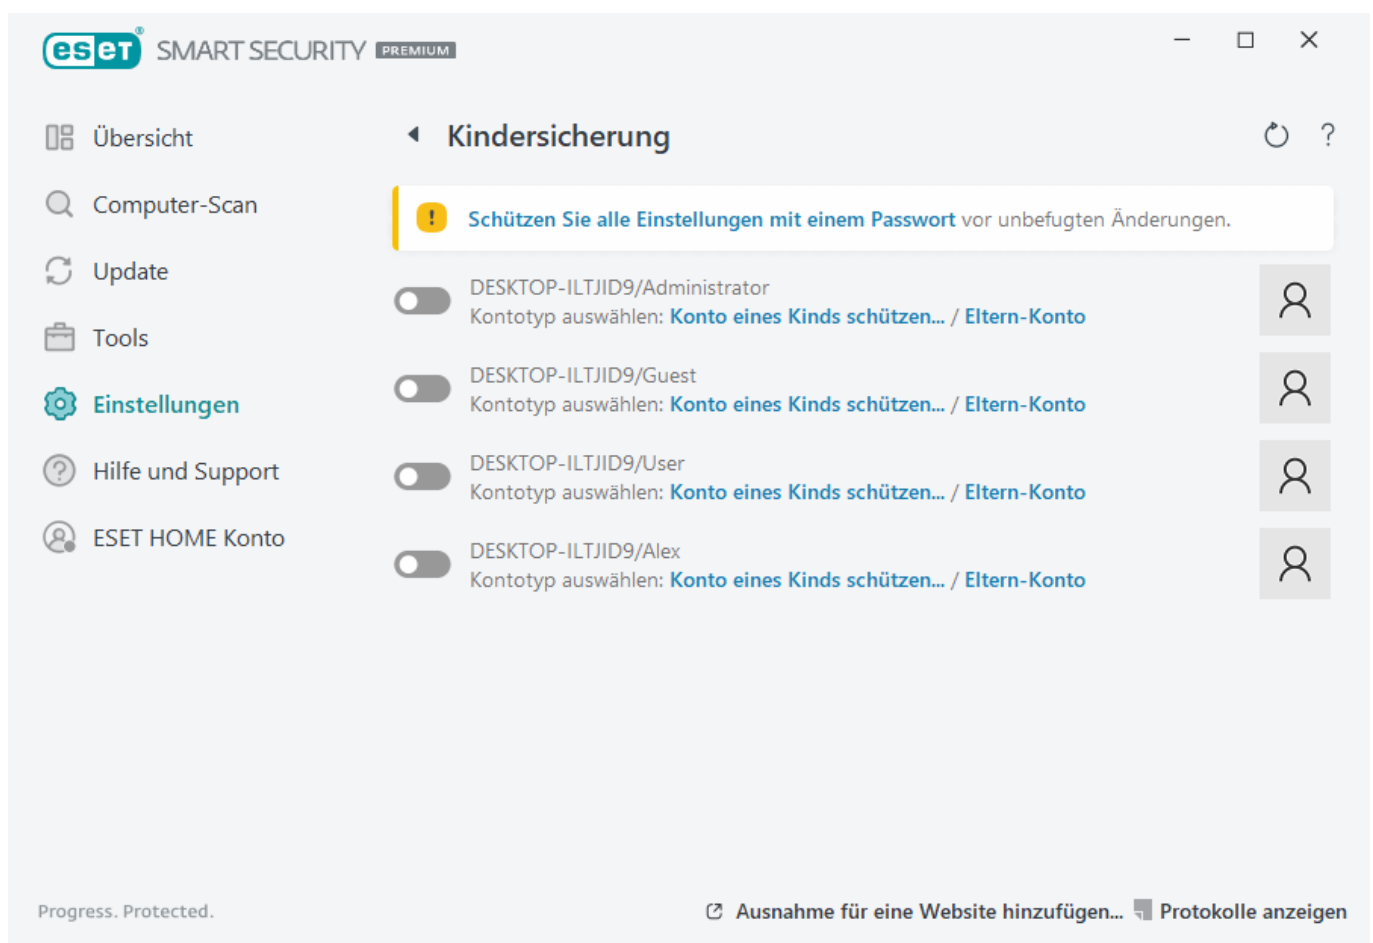 eset® SMART SECURITY PREMIUM
Übersicht
Computer-Scan
Update
Tools
Einstellungen
Hilfe und Support
ESET HOME Konto
Kindersicherung
?
!
Schützen Sie alle Einstellungen mit einem Passwort vor unbefugten Änderungen.
DESKTOP-ILTJID9/Administrator
Kontotyp auswählen: Konto eines Kinds schützen... / Eltern-Konto
DESKTOP-ILTJID9/Guest
Kontotyp auswählen: Konto eines Kinds schützen... / Eltern-Konto
DESKTOP-ILTJID9/User
Kontotyp auswählen: Konto eines Kinds schützen... / Eltern-Konto
DESKTOP-ILTJID9/Alex
Kontotyp auswählen: Konto eines Kinds schützen... / Eltern-Konto
Progress. Protected.
Ausnahme für eine Website hinzufügen... Protokolle anzeigen